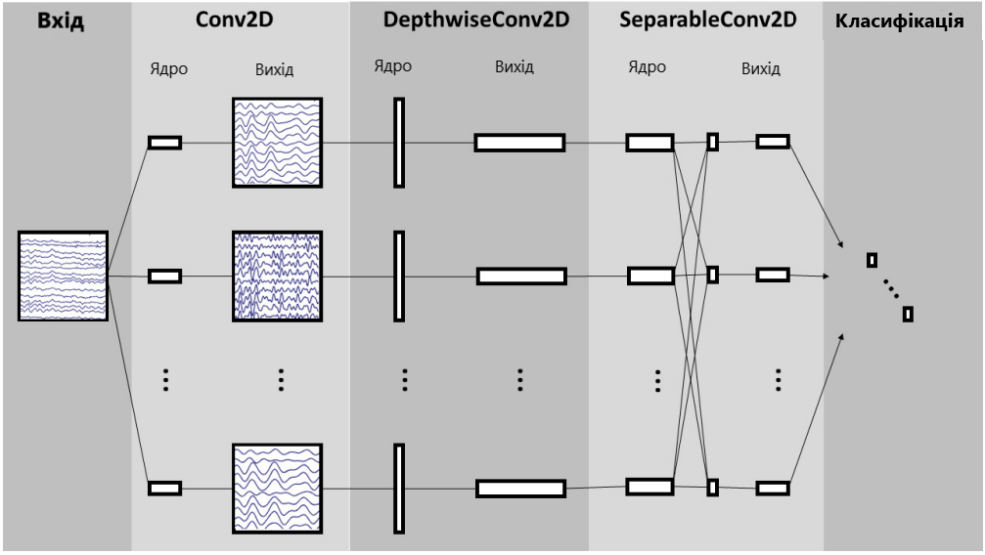 Вхід
Conv2D
DepthwiseConv2D
SeparableConv2D
Класифікація
Ядро
Вихід
Ядро
Вихід
Ядро
Вихід